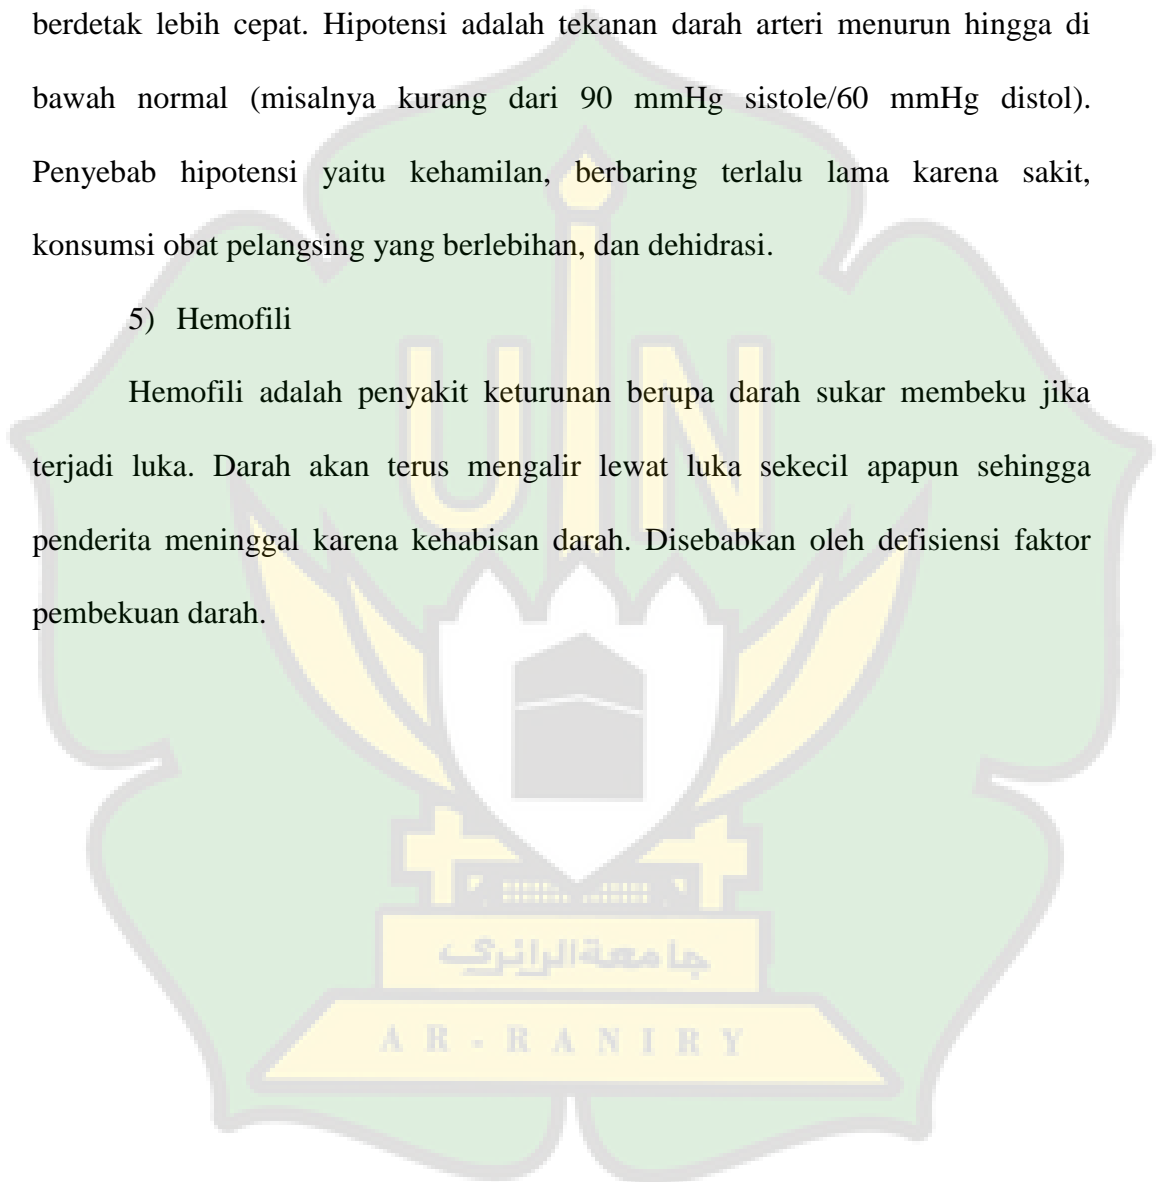 berdetak lebih cepat. Hipotensi adalah tekanan darah arteri menurun hingga di
bawah normal (misalnya kurang dari 90 mmHg sistole/60 mmHg distol).
Penyebab hipotensi yaitu kehamilan, berbaring terlalu lama karena sakit,
konsumsi obat pelangsing yang berlebihan, dan dehidrasi.
5) Hemofili
Hemofili adalah penyakit keturunan berupa darah sukar membeku jika
terjadi luka. Darah akan terus mengalir lewat luka sekecil apapun sehingga
penderita meninggal karena kehabisan darah. Disebabkan oleh defisiensi faktor
pembekuan darah.
UIN
جامعة الرانري
AR-RANIRY